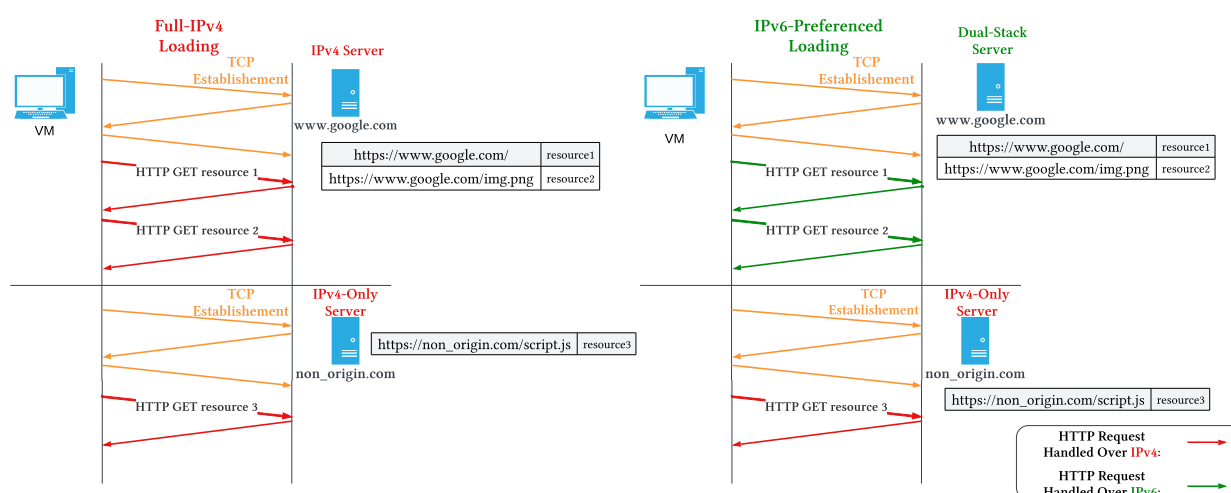 Full-IPv4
Loading
IPv4 Server
TCP
Establishement
VM
www.google.com
https://www.google.com/ resource1
https://www.google.com/img.png resource2
HTTP GET resource 1
HTTP GET resource 2
TCP
Establishement
IPv4-Only
Server
https://non_origin.com/script.js resource3
non_origin.com
HTTP GET resource 3
IPv6-Preferenced
Loading
Dual-Stack
Server
TCP
Establishement
VM
www.google.com
https://www.google.com/ resource1
https://www.google.com/img.png resource2
HTTP GET resource 1
HTTP GET resource 2
TCP
Establishement
IPv4-Only
Server
non_origin.com
https://non_origin.com/script.js resource3
HTTP GET resource 3
HTTP Request
Handled Over IPv4:
HTTP Request
Handled Over IPv6: